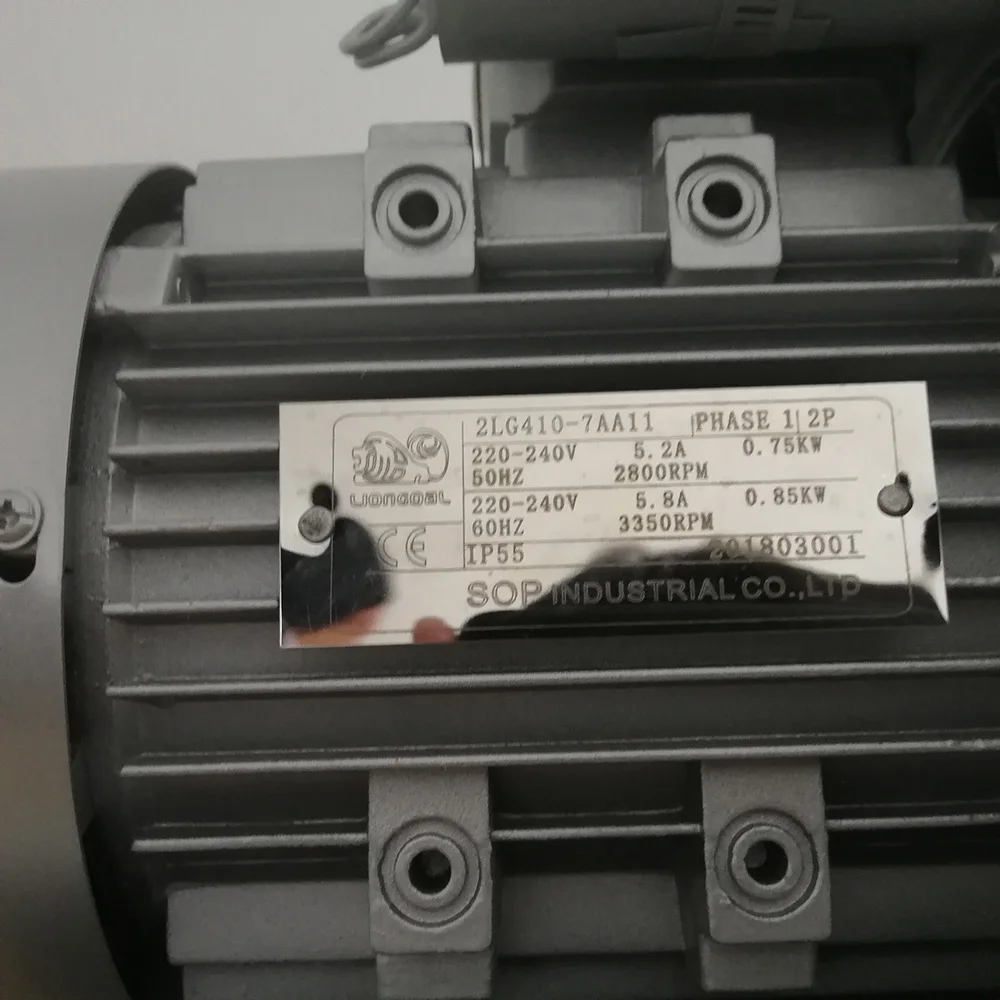 2LG410-7AA11 PHASE 1 2P
220-240V 5.2A 0.75KW
50HZ 2800RPM
LIONGOAL
220-240V 5.8A 0.85KW
60HZ 3350RPM
CE
IP55 201803001
SOP INDUSTRIAL CO.,LTD